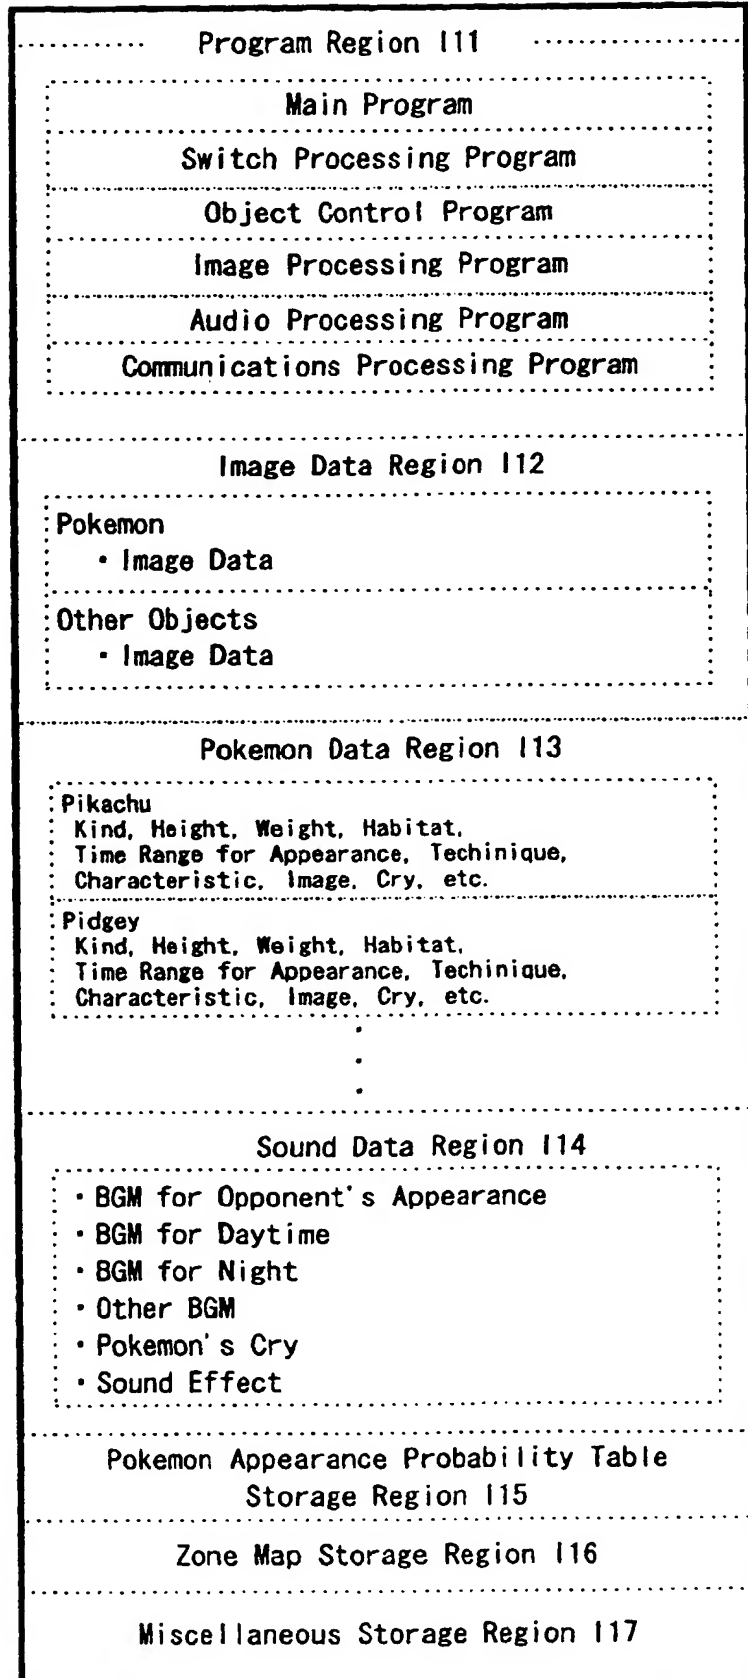 Program Region 111
Main Program
Switch Processing Program
Object Control Program
Image Processing Program
Audio Processing Program
Communications Processing Program
Image Data Region 112
Pokemon
・Image Data
Other Objects
・Image Data
Pokemon Data Region 113
Pikachu
Kind, Height, Weight, Habitat,
Time Range for Appearance, Techinique,
Characteristic, Image, Cry, etc.
Pidgey
Kind, Height, Weight, Habitat,
Time Range for Appearance, Techinique,
Characteristic, Image, Cry, etc.
Sound Data Region 114
・BGM for Opponent's Appearance
・BGM for Daytime
・BGM for Night
・Other BGM
・Pokemon's Cry
・Sound Effect
Pokemon Appearance Probability Table
Storage Region 115
Zone Map Storage Region 116
Miscellaneous Storage Region 117